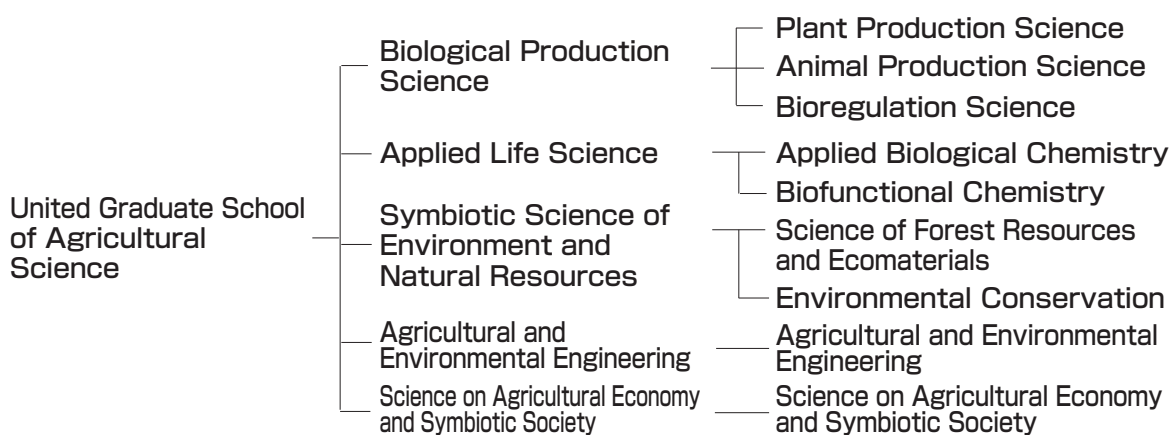 United Graduate School
of Agricultural
Science
Biological Production
Science
Plant Production Science
Animal Production Science
Bioregulation Science
Applied Life Science
Applied Biological Chemistry
Biofunctional Chemistry
Symbiotic Science of
Environment and
Natural Resources
Science of Forest Resources
and Ecomaterials
Environmental Conservation
Agricultural and
Environmental Engineering
Agricultural and Environmental
Engineering
Science on Agricultural Economy
and Symbiotic Society
Science on Agricultural Economy
and Symbiotic Society